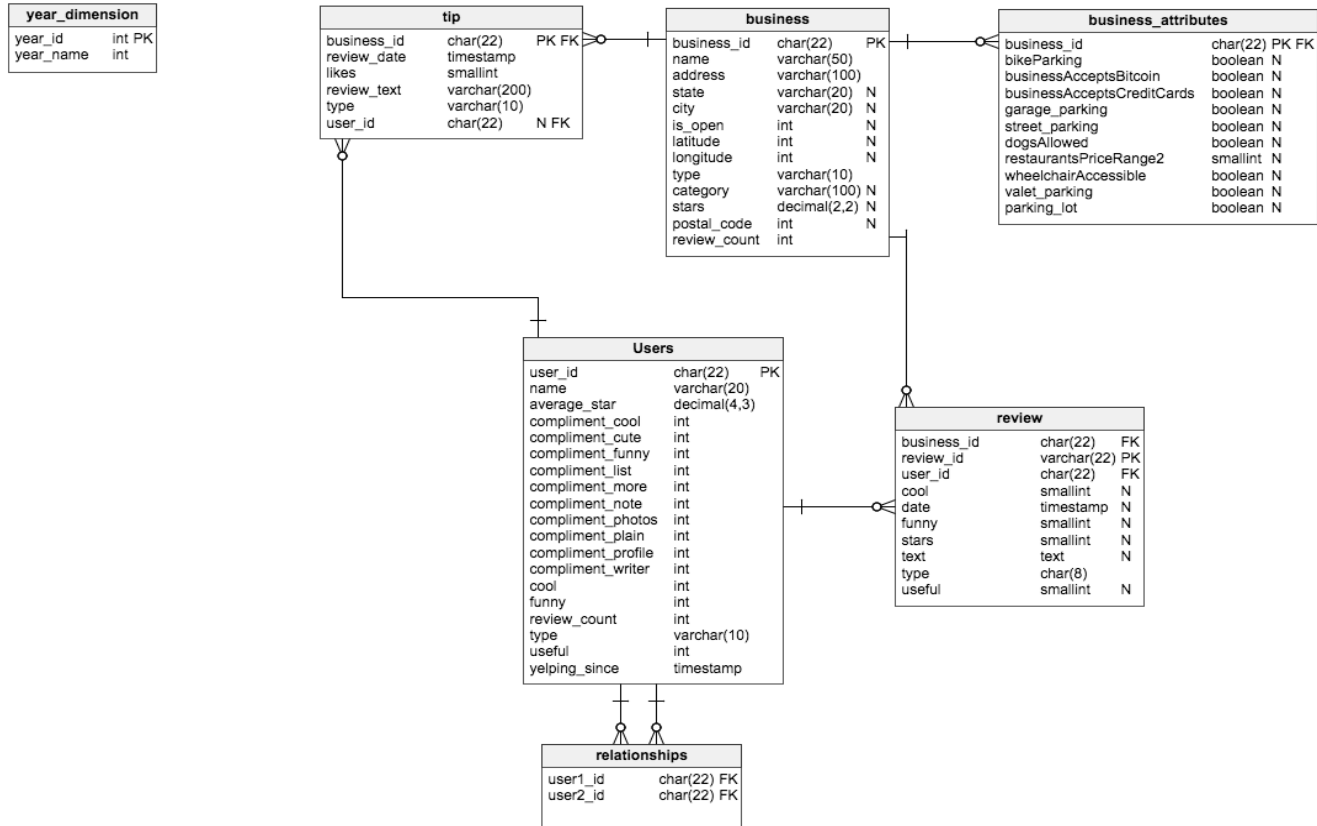 year_dimension
year_id int PK
year_name int
tip
business_id char(22) PK FK
review_date timestamp
likes smallint
review_text varchar(200)
type varchar(10)
user_id char(22) N FK
business
business_id char(22) PK
name varchar(50)
address varchar(100)
state varchar(20) N
city varchar(20) N
is_open int N
latitude int N
longitude int N
type varchar(10)
category varchar(100) N
stars decimal(2,2) N
postal_code int N
review_count int
business_attributes
business_id char(22) PK FK
bikeParking boolean N
businessAcceptsBitcoin boolean N
businessAcceptsCreditCards boolean N
garage_parking boolean N
street_parking boolean N
dogsAllowed boolean N
restaurantsPriceRange2 smallint N
wheelchairAccessible boolean N
valet_parking boolean N
parking_lot boolean N
Users
user_id char(22) PK
name varchar(20)
average_star decimal(4,3)
compliment_cool int
compliment_cute int
compliment_funny int
compliment_list int
compliment_more int
compliment_note int
compliment_photos int
compliment_plain int
compliment_profile int
compliment_writer int
cool int
funny int
review_count int
type varchar(10)
useful int
yelping_since timestamp
review
business_id char(22) FK
review_id varchar(22) PK
user_id char(22) FK
cool smallint N
date timestamp N
funny smallint N
stars smallint N
text text N
type char(8)
useful smallint N
relationships
user1_id char(22) FK
user2_id char(22) FK